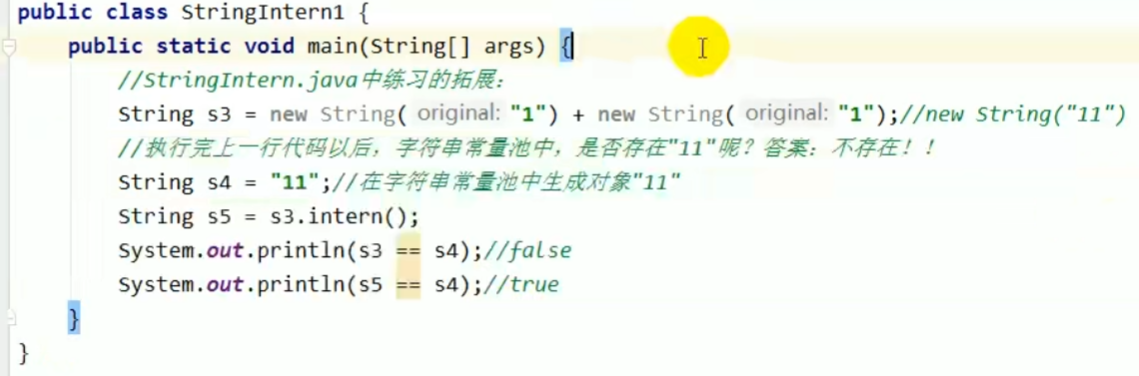 public class StringIntern1 {
public static void main(String[] args) {
//StringIntern.java中练习的拓展：
String s3 = new String( original: "1") + new String( original: "1");//new String("11")
//执行完上一行代码以后，字符串常量池中，是否存在"11"呢？答案：不存在！！
String s4 = "11";//在字符串常量池中生成对象"11"
String s5 = s3.intern();
System.out.println(s3 == s4);//false
System.out.println(s5 == s4);//true
}
}